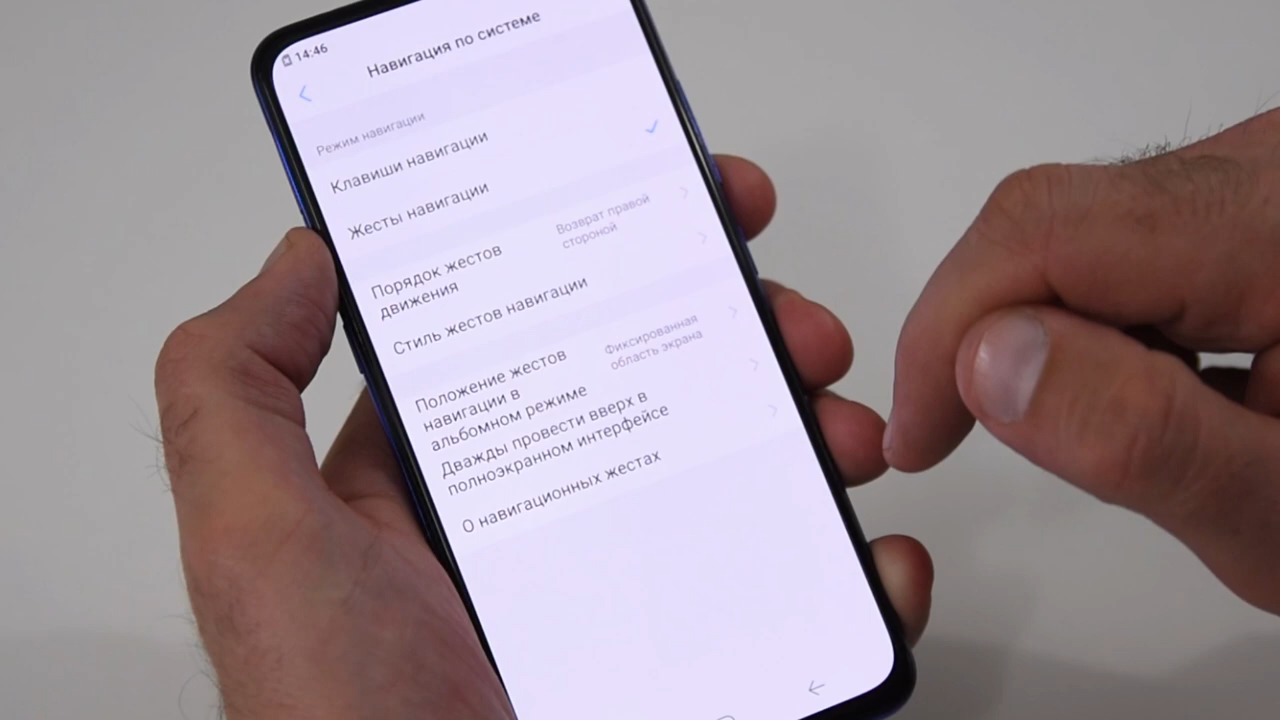 14:46
Навигация по системе
Режим навигации
Клавиши навигации
Жесты навигации
Порядок жестов
движения
Возврат правой
стороной
Стиль жестов навигации
Положение жестов
навигации в
альбомном режиме
Фиксированная
область экрана
Дважды провести вверх в
полноэкранном интерфейсе
О навигационных жестах